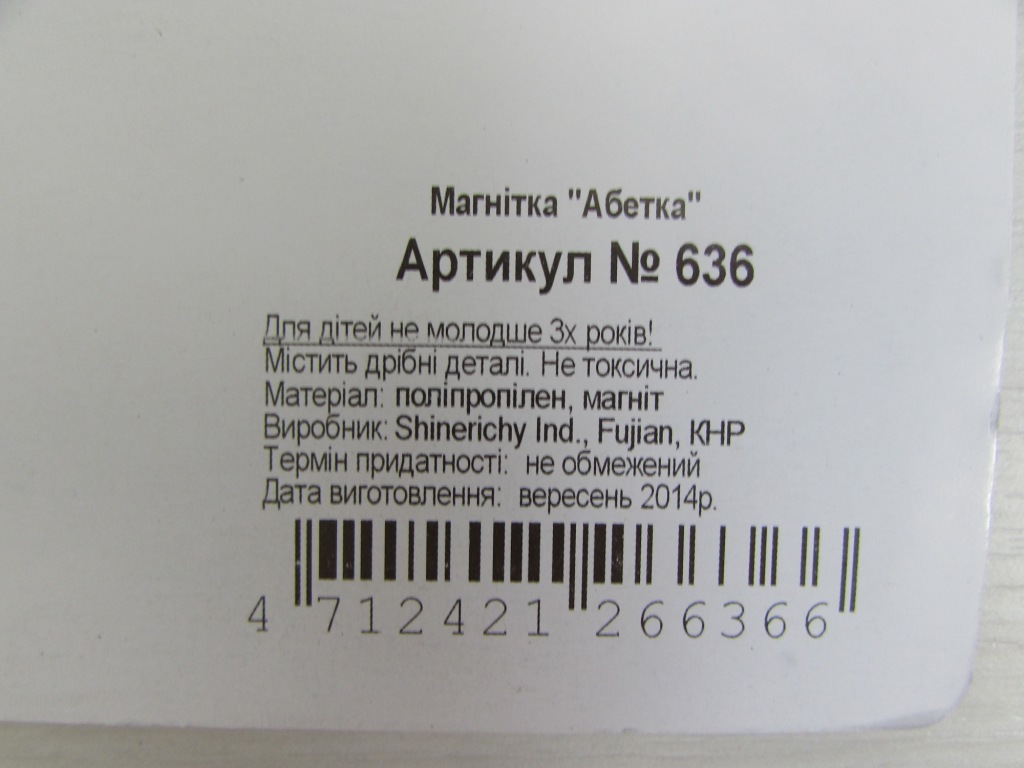 Магнітка "Абетка"
Артикул № 636
Для дітей не молодше 3х років!
Містить дрібні деталі. Не токсична.
Матеріал: поліпропілен, магніт
Виробник: Shinerichy Ind., Fujian, КНР
Термін придатності: не обмежений
Дата виготовлення: вересень 2014р.
4 712421 266366